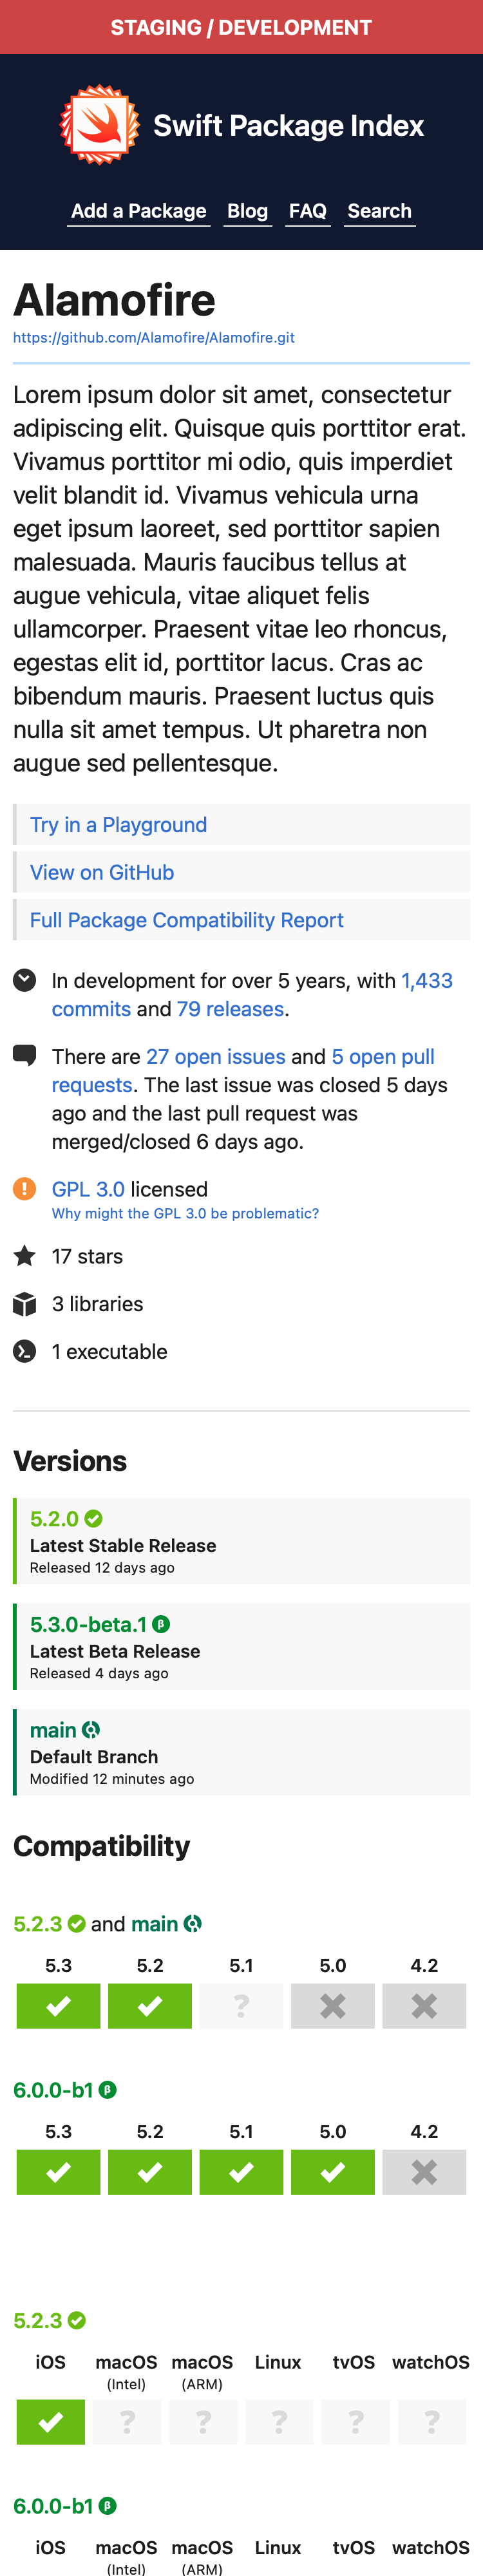 STAGING / DEVELOPMENT
Swift Package Index
Add a Package Blog FAQ Search
Alamofire
https://github.com/Alamofire/Alamofire.git
Lorem ipsum dolor sit amet, consectetur
adipiscing elit. Quisque quis porttitor erat.
Vivamus porttitor mi odio, quis imperdiet
velit blandit id. Vivamus vehicula urna
eget ipsum laoreet, sed porttitor sapien
malesuada. Mauris faucibus tellus at
augue vehicula, vitae aliquet felis
ullamcorper. Praesent vitae leo rhoncus,
egestas elit id, porttitor lacus. Cras ac
bibendum mauris. Praesent luctus quis
nulla sit amet tempus. Ut pharetra non
augue sed pellentesque.
Try in a Playground
View on GitHub
Full Package Compatibility Report
In development for over 5 years, with 1,433
commits and 79 releases.
There are 27 open issues and 5 open pull
requests. The last issue was closed 5 days
ago and the last pull request was
merged/closed 6 days ago.
GPL 3.0 licensed
Why might the GPL 3.0 be problematic?
17 stars
3 libraries
1 executable
Versions
5.2.0
Latest Stable Release
Released 12 days ago
5.3.0-beta.1 β
Latest Beta Release
Released 4 days ago
main
Default Branch
Modified 12 minutes ago
Compatibility
5.2.3 and main
5.3 5.2 5.1 5.0 4.2
?
6.0.0-b1 β
5.3 5.2 5.1 5.0 4.2
5.2.3
iOS macOS macOS Linux tvOS watchOS
(Intel) (ARM)
? ? ? ? ?
6.0.0-b1 β
iOS macOS macOS Linux tvOS watchOS
(Intel) (ARM)